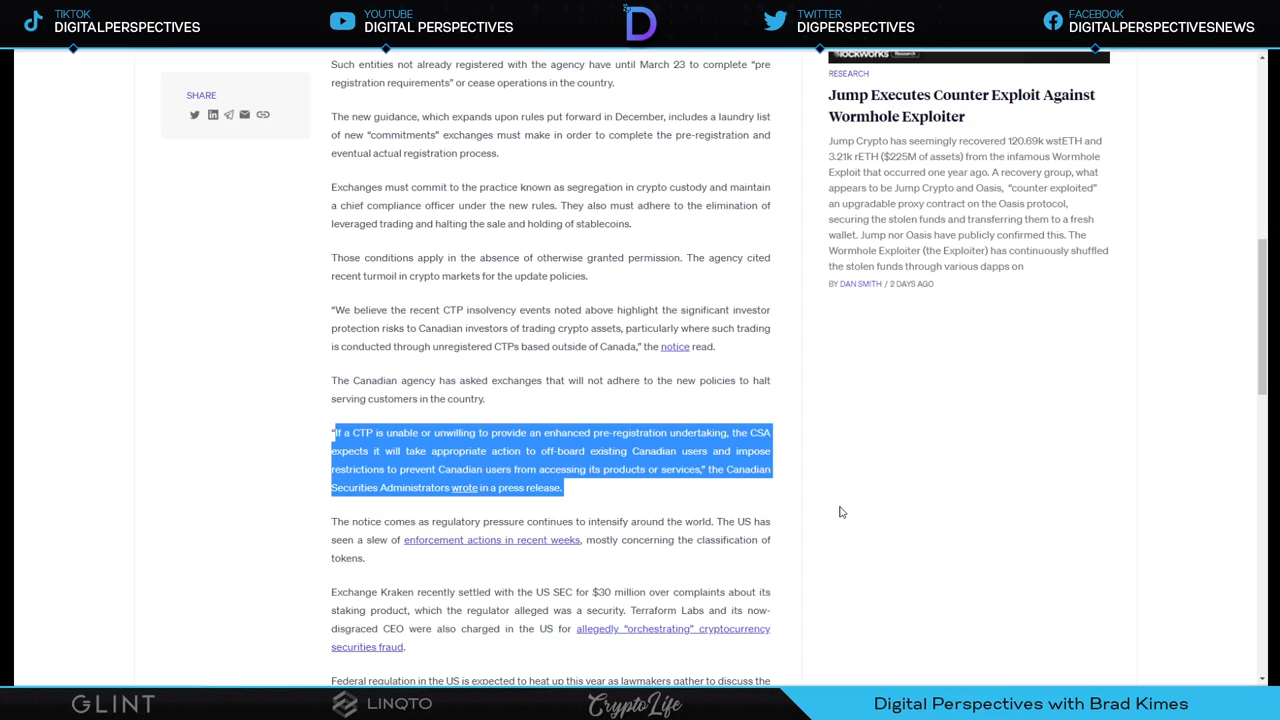 TIKTOK
DIGITALPERSPECTIVES
YOUTUBE
DIGITAL PERSPECTIVES
D
TWITTER
DIGPERSPECTIVES
FACEBOOK
DIGITALPERSPECTIVESNEWS
SHARE
Such entities not already registered with the agency have until March 23 to complete “pre
registration requirements” or cease operations in the country.
The new guidance, which expands upon rules put forward in December, includes a laundry list
of new “commitments” exchanges must make in order to complete the pre-registration and
eventual actual registration process.
Exchanges must commit to the practice known as segregation in crypto custody and maintain
a chief compliance officer under the new rules. They also must adhere to the elimination of
leveraged trading and halting the sale and holding of stablecoins.
Those conditions apply in the absence of otherwise granted permission. The agency cited
recent turmoil in crypto markets for the update policies.
“We believe the recent CTP insolvency events noted above highlight the significant investor
protection risks to Canadian investors of trading crypto assets, particularly where such trading
is conducted through unregistered CTPs based outside of Canada,” the notice read.
The Canadian agency has asked exchanges that will not adhere to the new policies to halt
serving customers in the country.
“If a CTP is unable or unwilling to provide an enhanced pre-registration undertaking, the CSA
expects it will take appropriate action to off-board existing Canadian users and impose
restrictions to prevent Canadian users from accessing its products or services,” the Canadian
Securities Administrators wrote in a press release.
The notice comes as regulatory pressure continues to intensify around the world. The US has
seen a slew of enforcement actions in recent weeks, mostly concerning the classification of
tokens.
Exchange Kraken recently settled with the US SEC for $30 million over complaints about its
staking product, which the regulator alleged was a security. Terraform Labs and its now-
disgraced CEO were also charged in the US for allegedly “orchestrating” cryptocurrency
securities fraud.
Federal regulation in the US is expected to heat up this year as lawmakers gather to discuss the
Research
RESEARCH
Jump Executes Counter Exploit Against
Wormhole Exploiter
Jump Crypto has seemingly recovered 120.69k wstETH and
3.21k rETH ($225M of assets) from the infamous Wormhole
Exploit that occurred one year ago. A recovery group, what
appears to be Jump Crypto and Oasis, “counter exploited”
an upgradable proxy contract on the Oasis protocol,
securing the stolen funds and transferring them to a fresh
wallet. Jump nor Oasis have publicly confirmed this. The
Wormhole Exploiter (the Exploiter) has continuously shuffled
the stolen funds through various dapps on
BY DAN SMITH / 2 DAYS AGO
GLINT
LINQTO
CryptoLife
Digital Perspectives with Brad Kimes